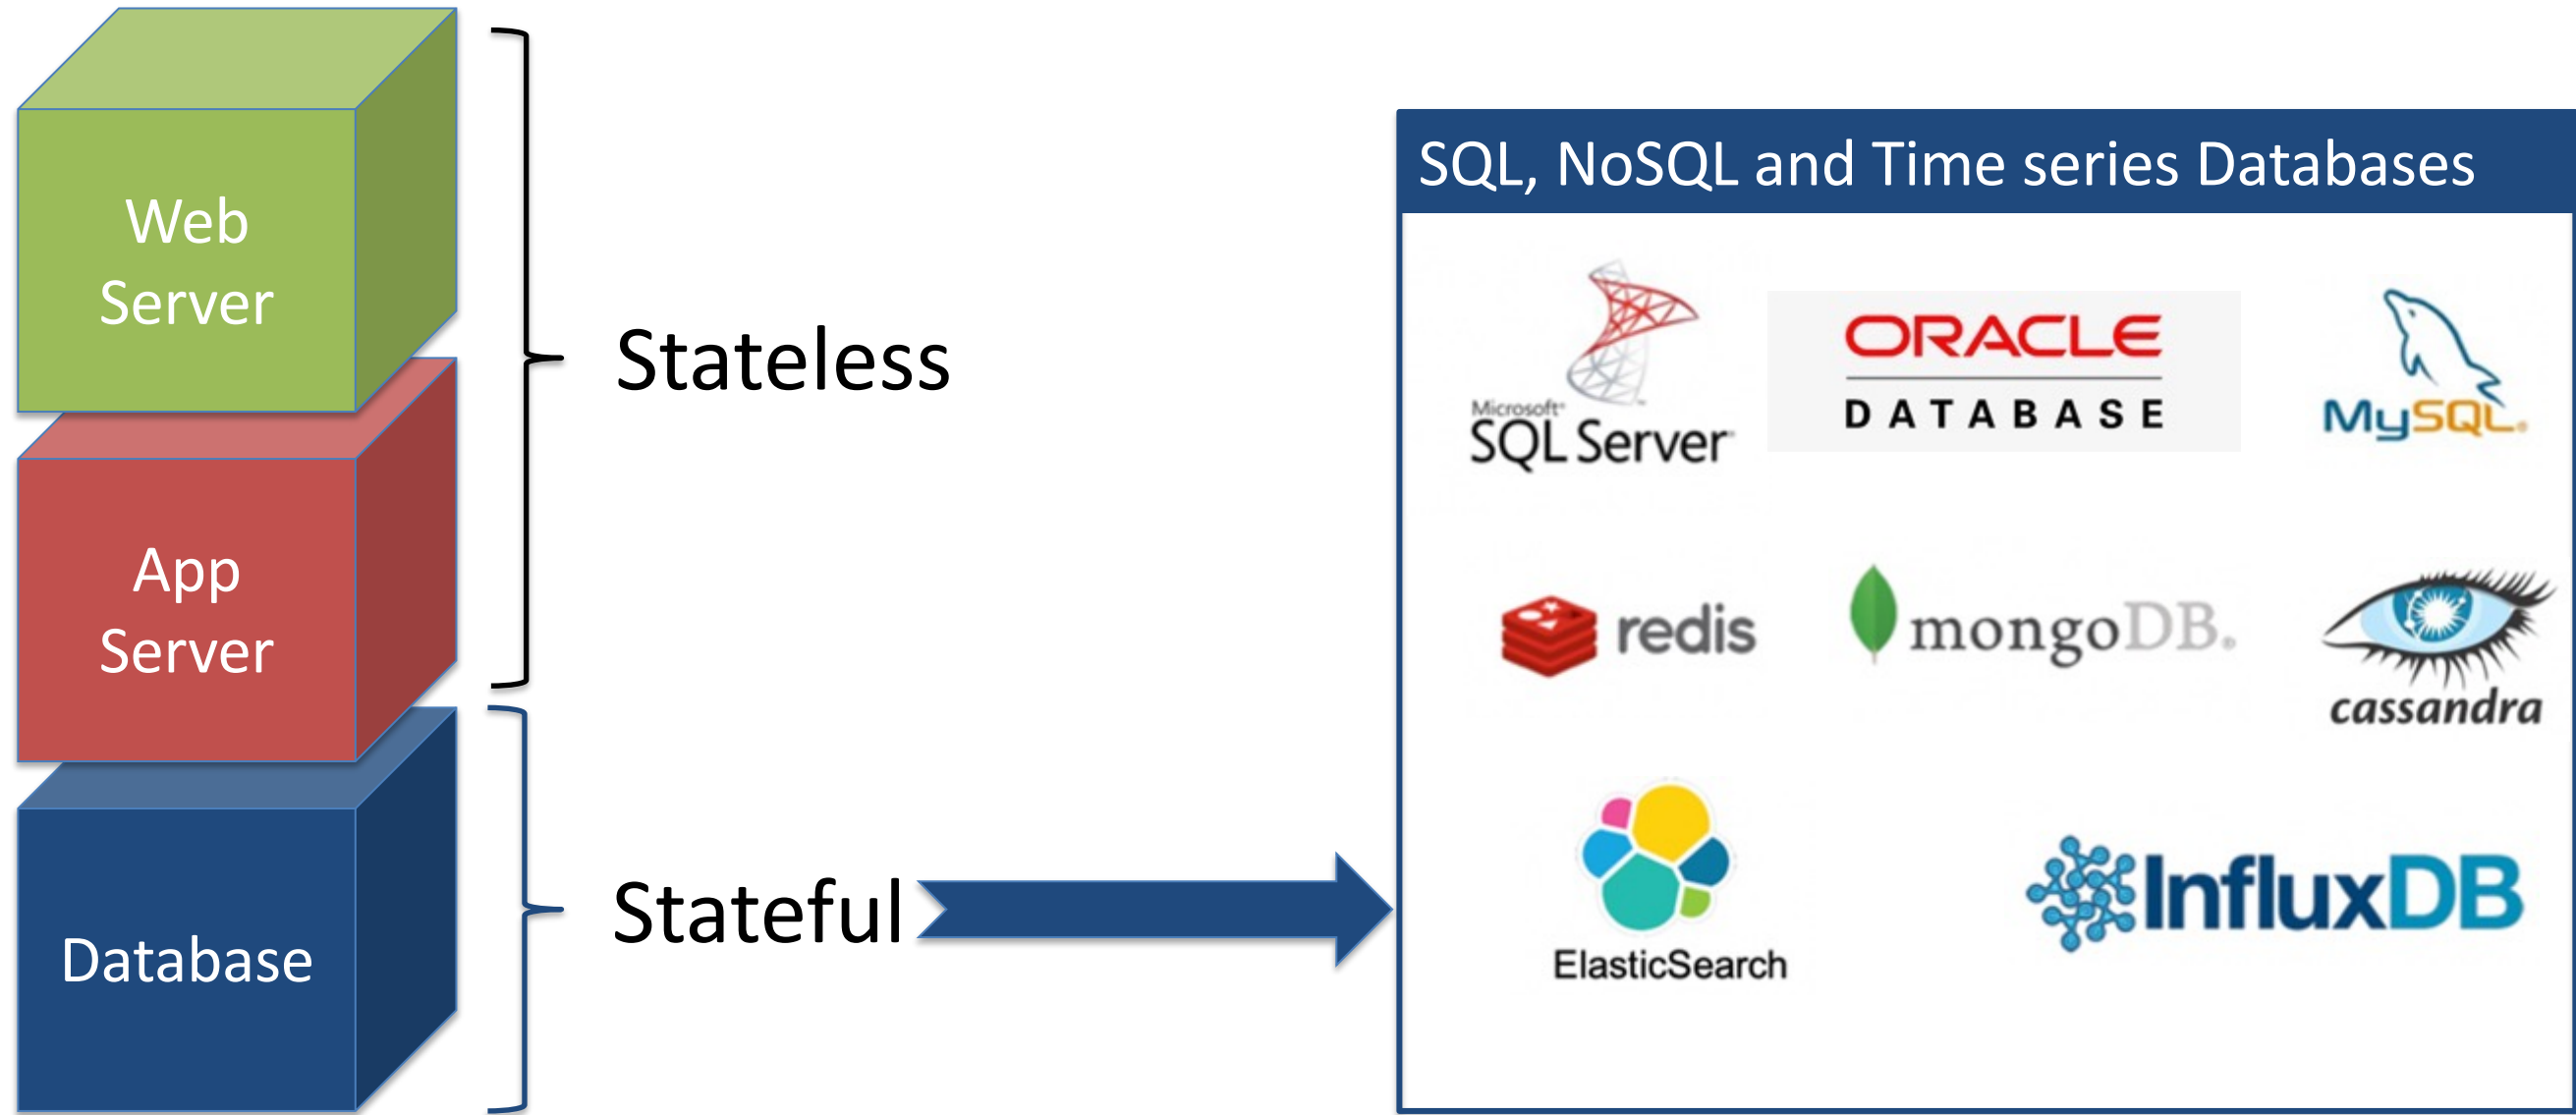 Web
Server
App
Server
Database
Stateless
Stateful
SQL, NoSQL and Time series Databases
Microsoft®
SQL Server
ORACLE
DATABASE
MySQL®
redis
mongoDB®
cassandra
ElasticSearch
InfluxDB